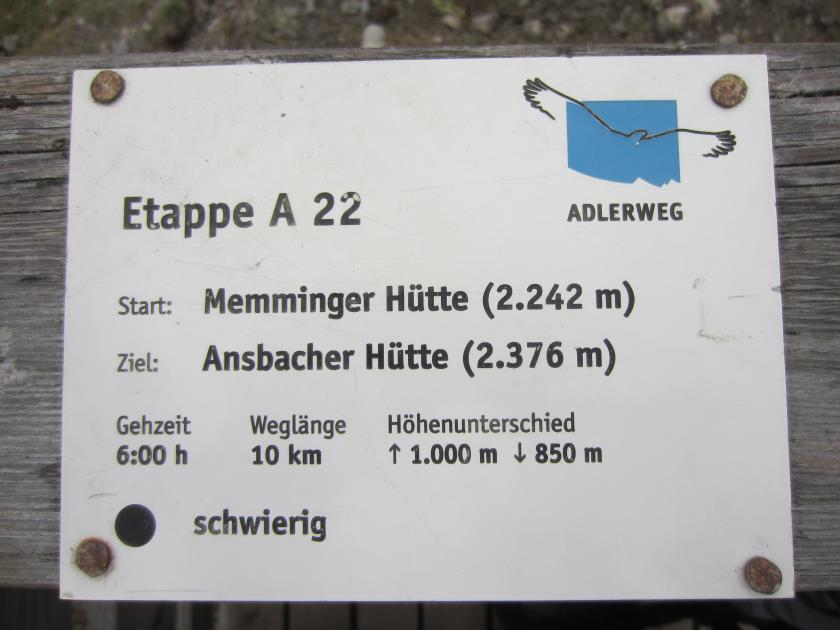 ADLERWEG
Etappe A 22
Start: Memminger Hütte (2.242 m)
Ziel: Ansbacher Hütte (2.376 m)
Gehzeit Weglänge Höhenunterschied
6:00 h 10 km ↑ 1.000 m ↓ 850 m
schwierig